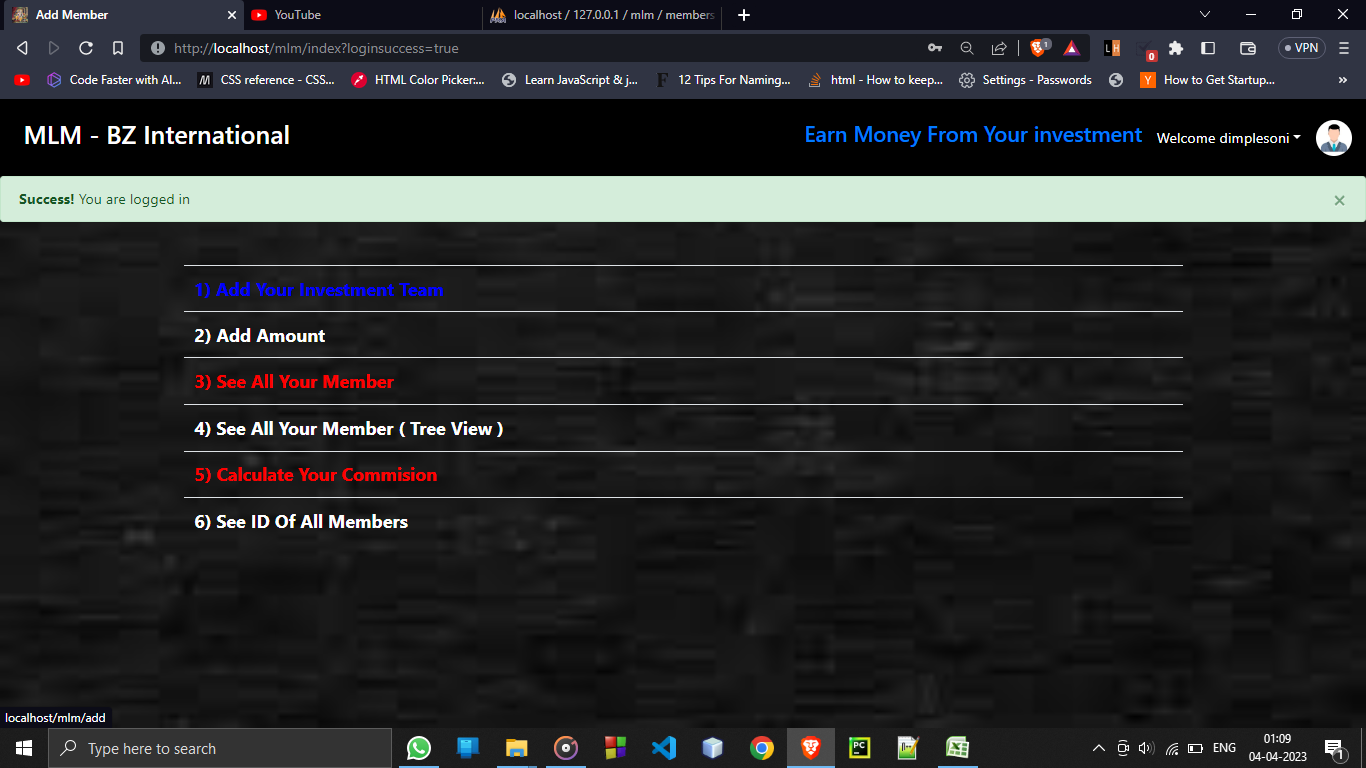 Add Member
YouTube
localhost / 127.0.0.1 / mlm / members
http://localhost/mlm/index?loginsuccess=true
1
L H
0
VPN
Code Faster with AI...
CSS reference - CSS...
HTML Color Picker:...
Learn JavaScript & j...
12 Tips For Naming...
html - How to keep...
Settings - Passwords
How to Get Startup...
MLM - BZ International
Earn Money From Your investment
Welcome dimplesoni
Success! You are logged in
1) Add Your Investment Team
2) Add Amount
3) See All Your Member
4) See All Your Member ( Tree View )
5) Calculate Your Commision
6) See ID Of All Members
localhost/mlm/add
Type here to search
PC
ENG
01:09
04-04-2023
1